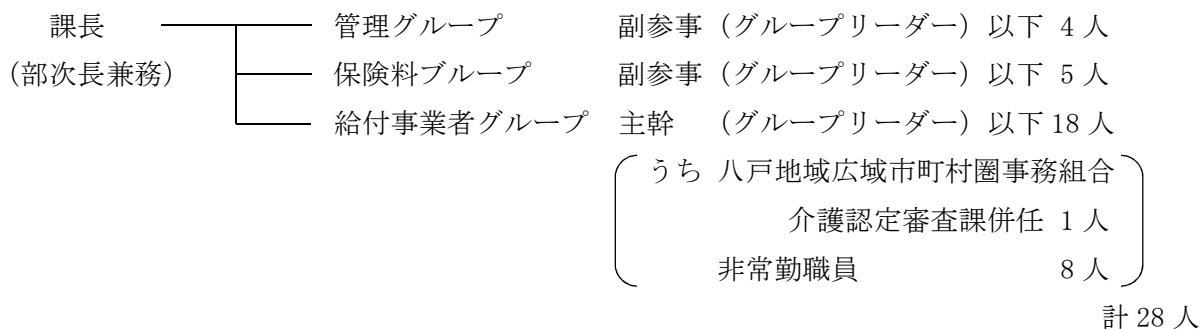 課長 管理グループ 副参事（グループリーダー）以下 4人
（部次長兼務） 保険料ブループ 副参事（グループリーダー）以下 5人
給付事業者グループ 主幹 （グループリーダー）以下18人
うち 八戸地域広域市町村圏事務組合
介護認定審査課併任 1人
非常勤職員 8人
計28人